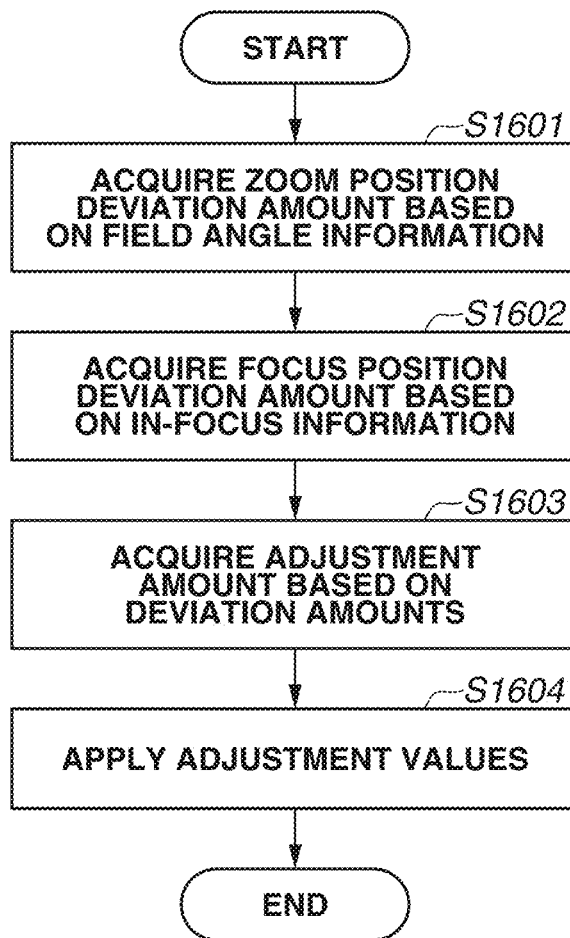 START
S1601
ACQUIRE ZOOM POSITION
DEVIATION AMOUNT BASED
ON FIELD ANGLE INFORMATION
S1602
ACQUIRE FOCUS POSITION
DEVIATION AMOUNT BASED
ON IN-FOCUS INFORMATION
S1603
ACQUIRE ADJUSTMENT
AMOUNT BASED ON
DEVIATION AMOUNTS
S1604
APPLY ADJUSTMENT VALUES
END